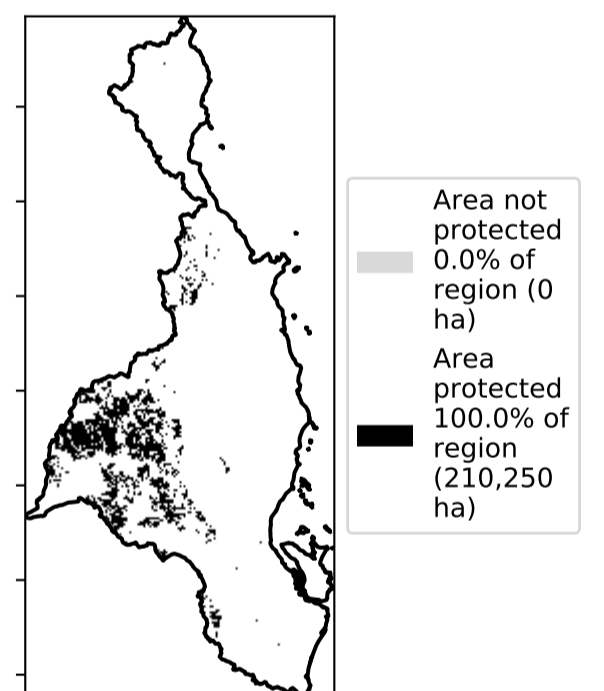 Area not
protected
0.0% of
region (0
ha)
Area
protected
100.0% of
region
(210,250
ha)